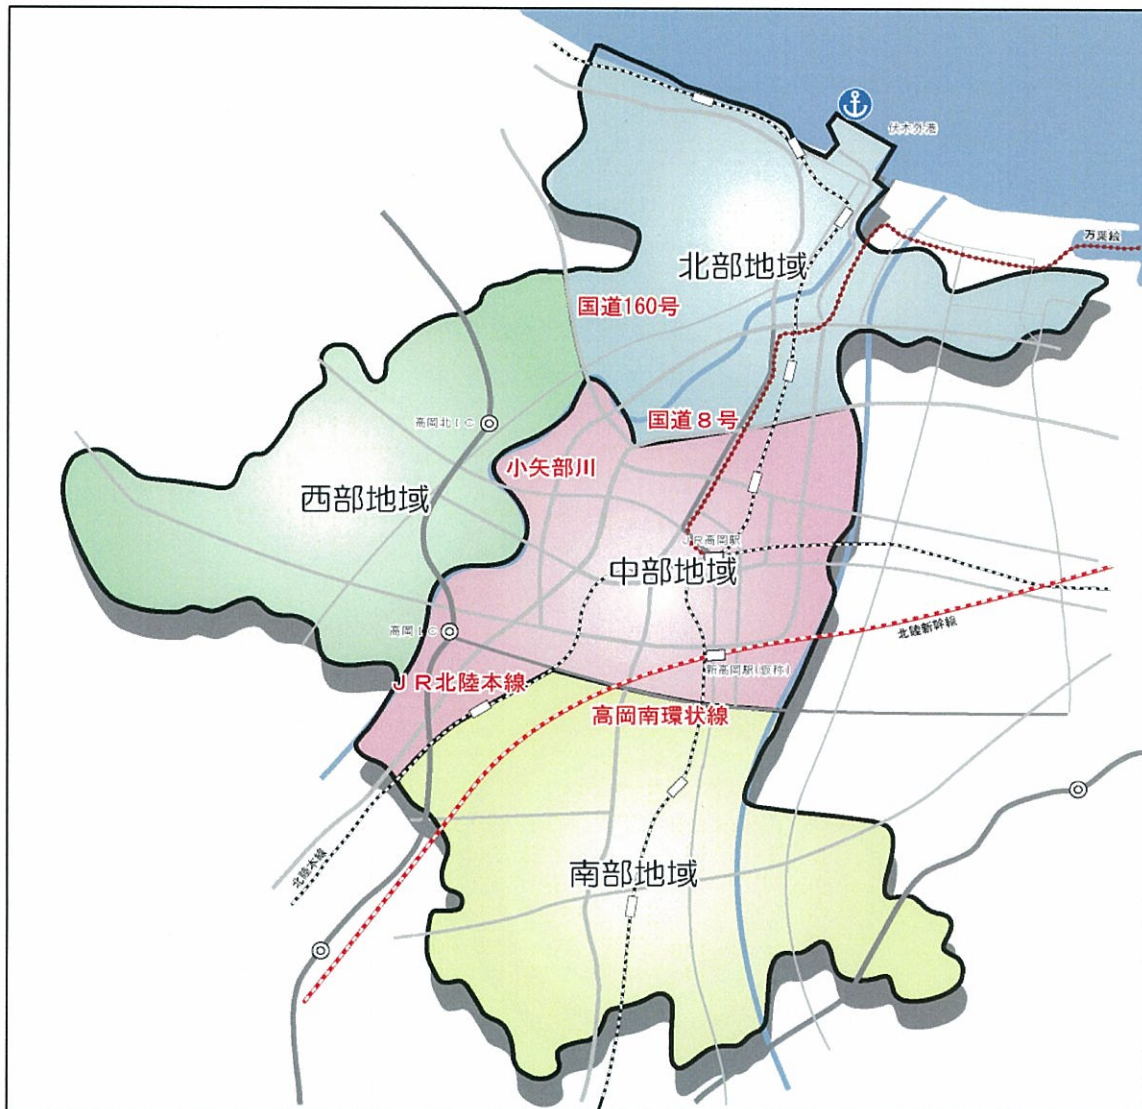 伏木外港
万葉線
北部地域
国道160号
国道８号
高岡北ＩＣ
小矢部川
西部地域
ＪＲ高岡駅
中部地域
北陸新幹線
高岡ＩＣ
新高岡駅(仮称)
ＪＲ北陸本線
高岡南環状線
北陸本線
南部地域